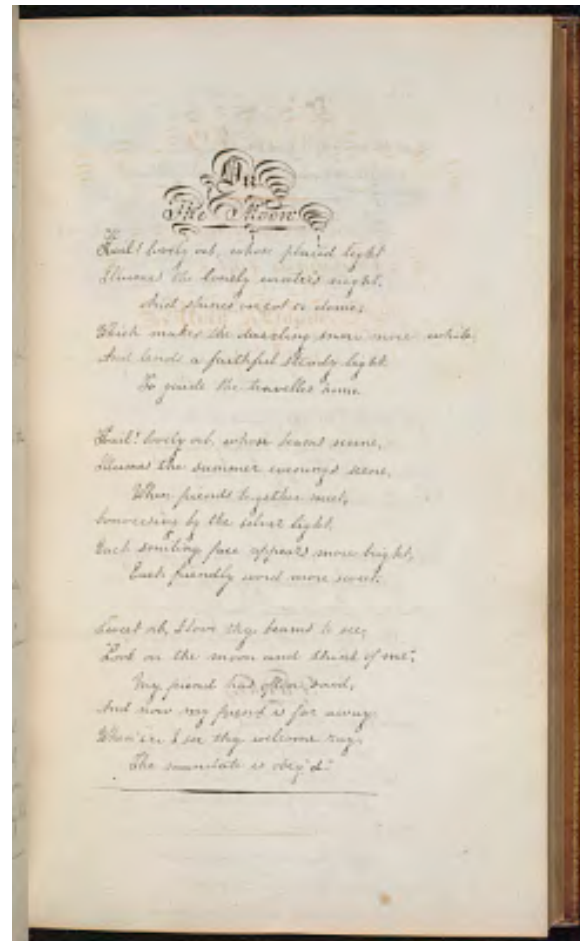 On
The Moon
Hail! lovely orb, whose placid light
Illumes the lonely winter's night,
And shines on cot or dome;
Which makes the dazzling snow more white,
And lends a faithful steady light
To guide the traveller home.
Hail! lovely orb, whose beams serene,
Illumes the summer evenings scene,
When friends together meet,
Conversing by the silver light,
Each smiling face appears more bright,
Each friendly word more sweet.
Sweet orb, I love thy beams to see;
Look on the moon and think of me;
My friend had often said,
And now my friend is far away
When'ere I see thy welcome ray
The mandate is obey'd